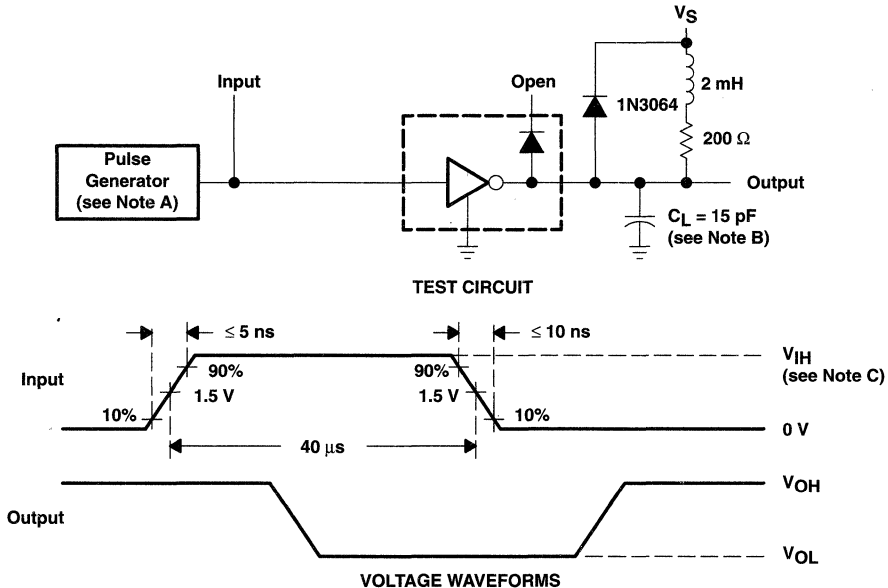 VS
Input
Open
2 mH
1N3064
200 Ω
Pulse
Generator
(see Note A)
Output
CL = 15 pF
(see Note B)
TEST CIRCUIT
≤ 5 ns
≤ 10 ns
VIH
(see Note C)
90%
90%
Input
1.5 V
1.5 V
10%
10%
0 V
40 μs
VOH
Output
VOL
VOLTAGE WAVEFORMS